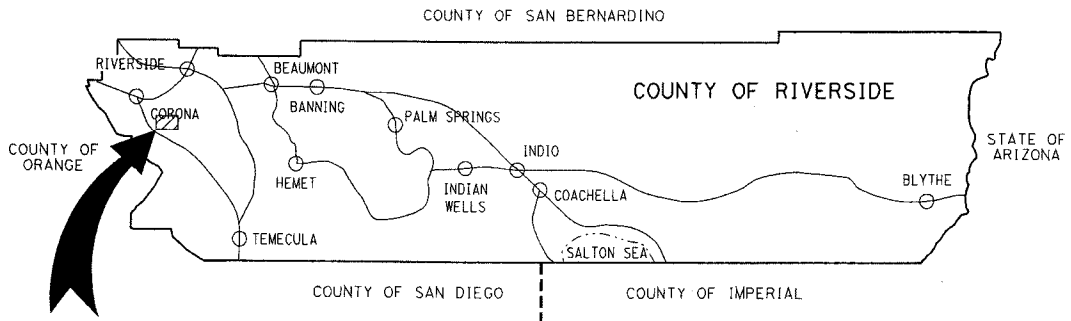 COUNTY OF SAN BERNARDINO
RIVERSIDE
BEAUMONT
COUNTY OF RIVERSIDE
BANNING
CORONA
PALM SPRINGS
COUNTY OF
ORANGE
STATE OF
ARIZONA
INDIO
HEMET
INDIAN
WELLS
COACHELLA
BLYTHE
TEMECULA
SALTON SEA
COUNTY OF SAN DIEGO
COUNTY OF IMPERIAL